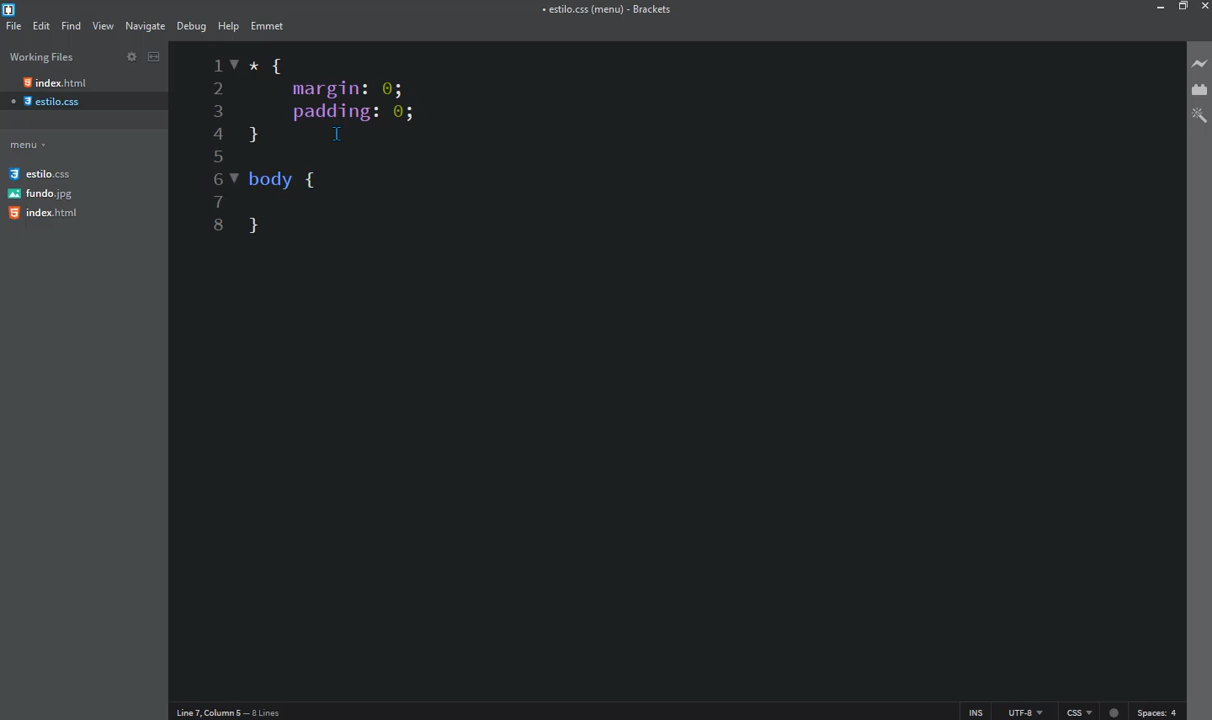 • estilo.css (menu) - Brackets
File Edit Find View Navigate Debug Help Emmet
Working Files
index.html
• estilo.css
menu
estilo.css
fundo.jpg
index.html
1 * {
2     margin: 0;
3     padding: 0;
4 }
5
6 body {
7
8 }
Line 7, Column 5 — 8 Lines
INS UTF-8 CSS Spaces: 4